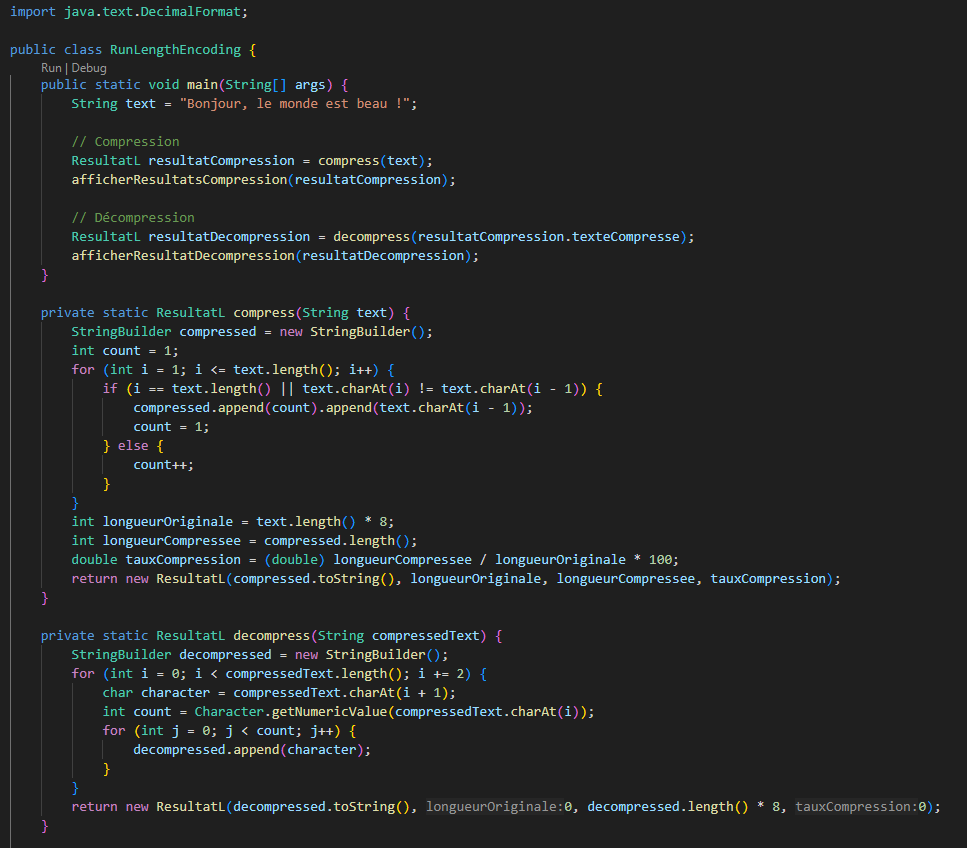 import java.text.DecimalFormat;
public class RunLengthEncoding {
Run | Debug
public static void main(String[] args) {
String text = "Bonjour, le monde est beau !";
// Compression
ResultatL resultatCompression = compress(text);
afficherResultatsCompression(resultatCompression);
// Décompression
ResultatL resultatDecompression = decompress(resultatCompression.texteCompresse);
afficherResultatDecompression(resultatDecompression);
}
private static ResultatL compress(String text) {
StringBuilder compressed = new StringBuilder();
int count = 1;
for (int i = 1; i <= text.length(); i++) {
if (i == text.length() || text.charAt(i) != text.charAt(i - 1)) {
compressed.append(count).append(text.charAt(i - 1));
count = 1;
} else {
count++;
}
}
int longueurOriginale = text.length() * 8;
int longueurCompressee = compressed.length();
double tauxCompression = (double) longueurCompressee / longueurOriginale * 100;
return new ResultatL(compressed.toString(), longueurOriginale, longueurCompressee, tauxCompression);
}
private static ResultatL decompress(String compressedText) {
StringBuilder decompressed = new StringBuilder();
for (int i = 0; i < compressedText.length(); i += 2) {
char character = compressedText.charAt(i + 1);
int count = Character.getNumericValue(compressedText.charAt(i));
for (int j = 0; j < count; j++) {
decompressed.append(character);
}
}
return new ResultatL(decompressed.toString(), longueurOriginale:0, decompressed.length() * 8, tauxCompression:0);
}